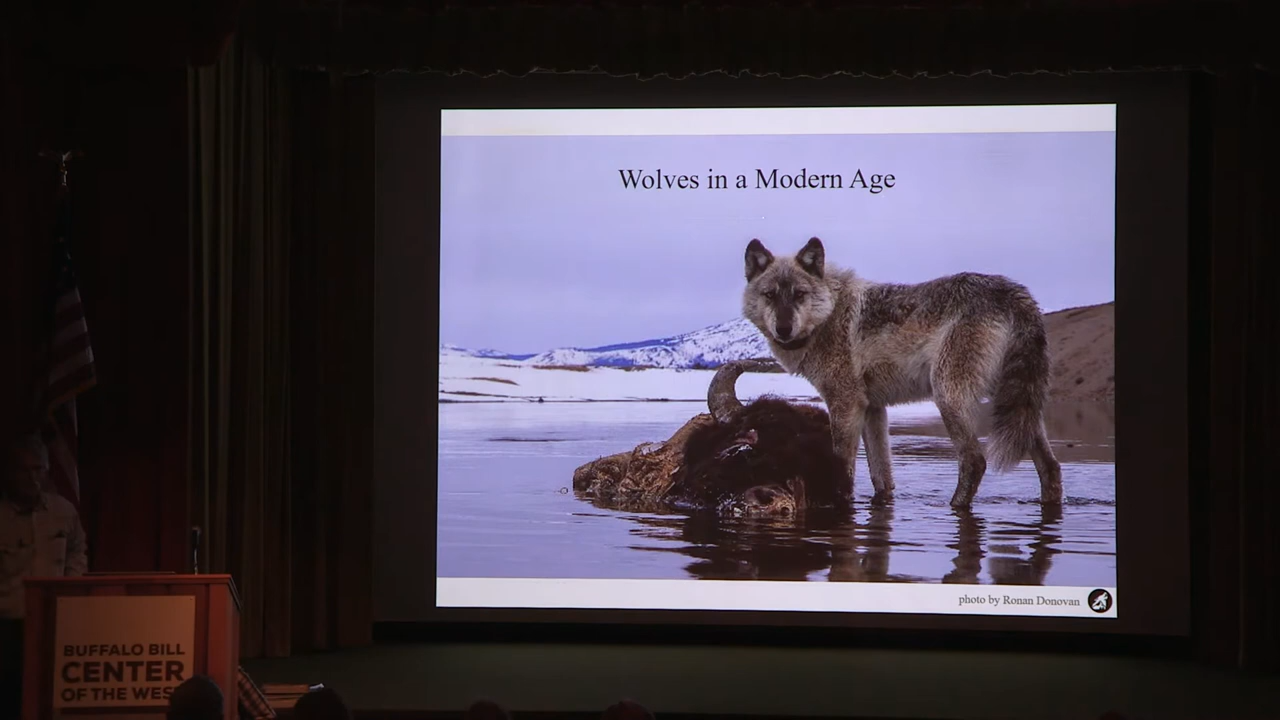 Wolves in a Modern Age
photo by Ronan Donovan
BUFFALO BILL
CENTER
OF THE WEST